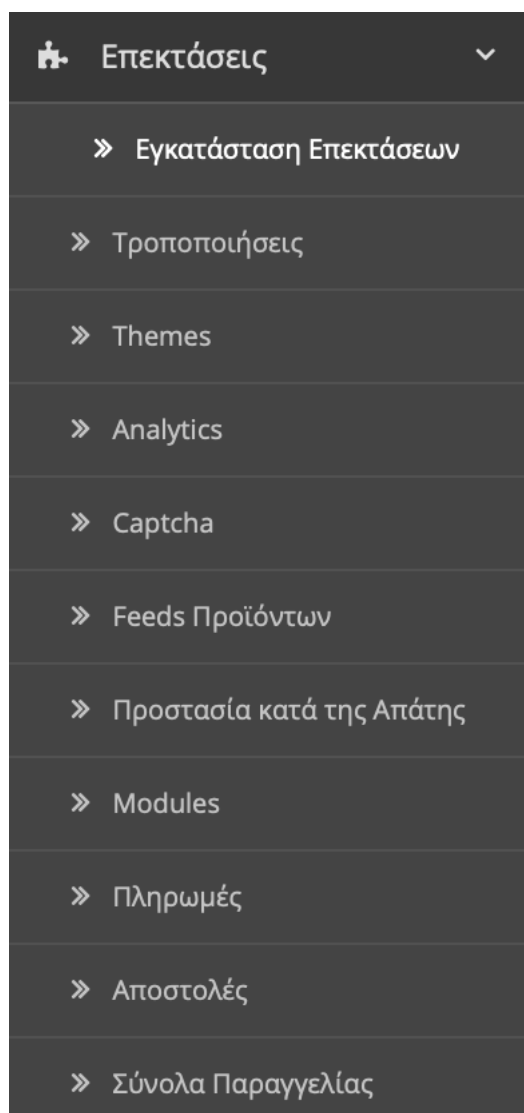 Επεκτάσεις
Εγκατάσταση Επεκτάσεων
Τροποποιήσεις
Themes
Analytics
Captcha
Feeds Προϊόντων
Προστασία κατά της Απάτης
Modules
Πληρωμές
Αποστολές
Σύνολα Παραγγελίας